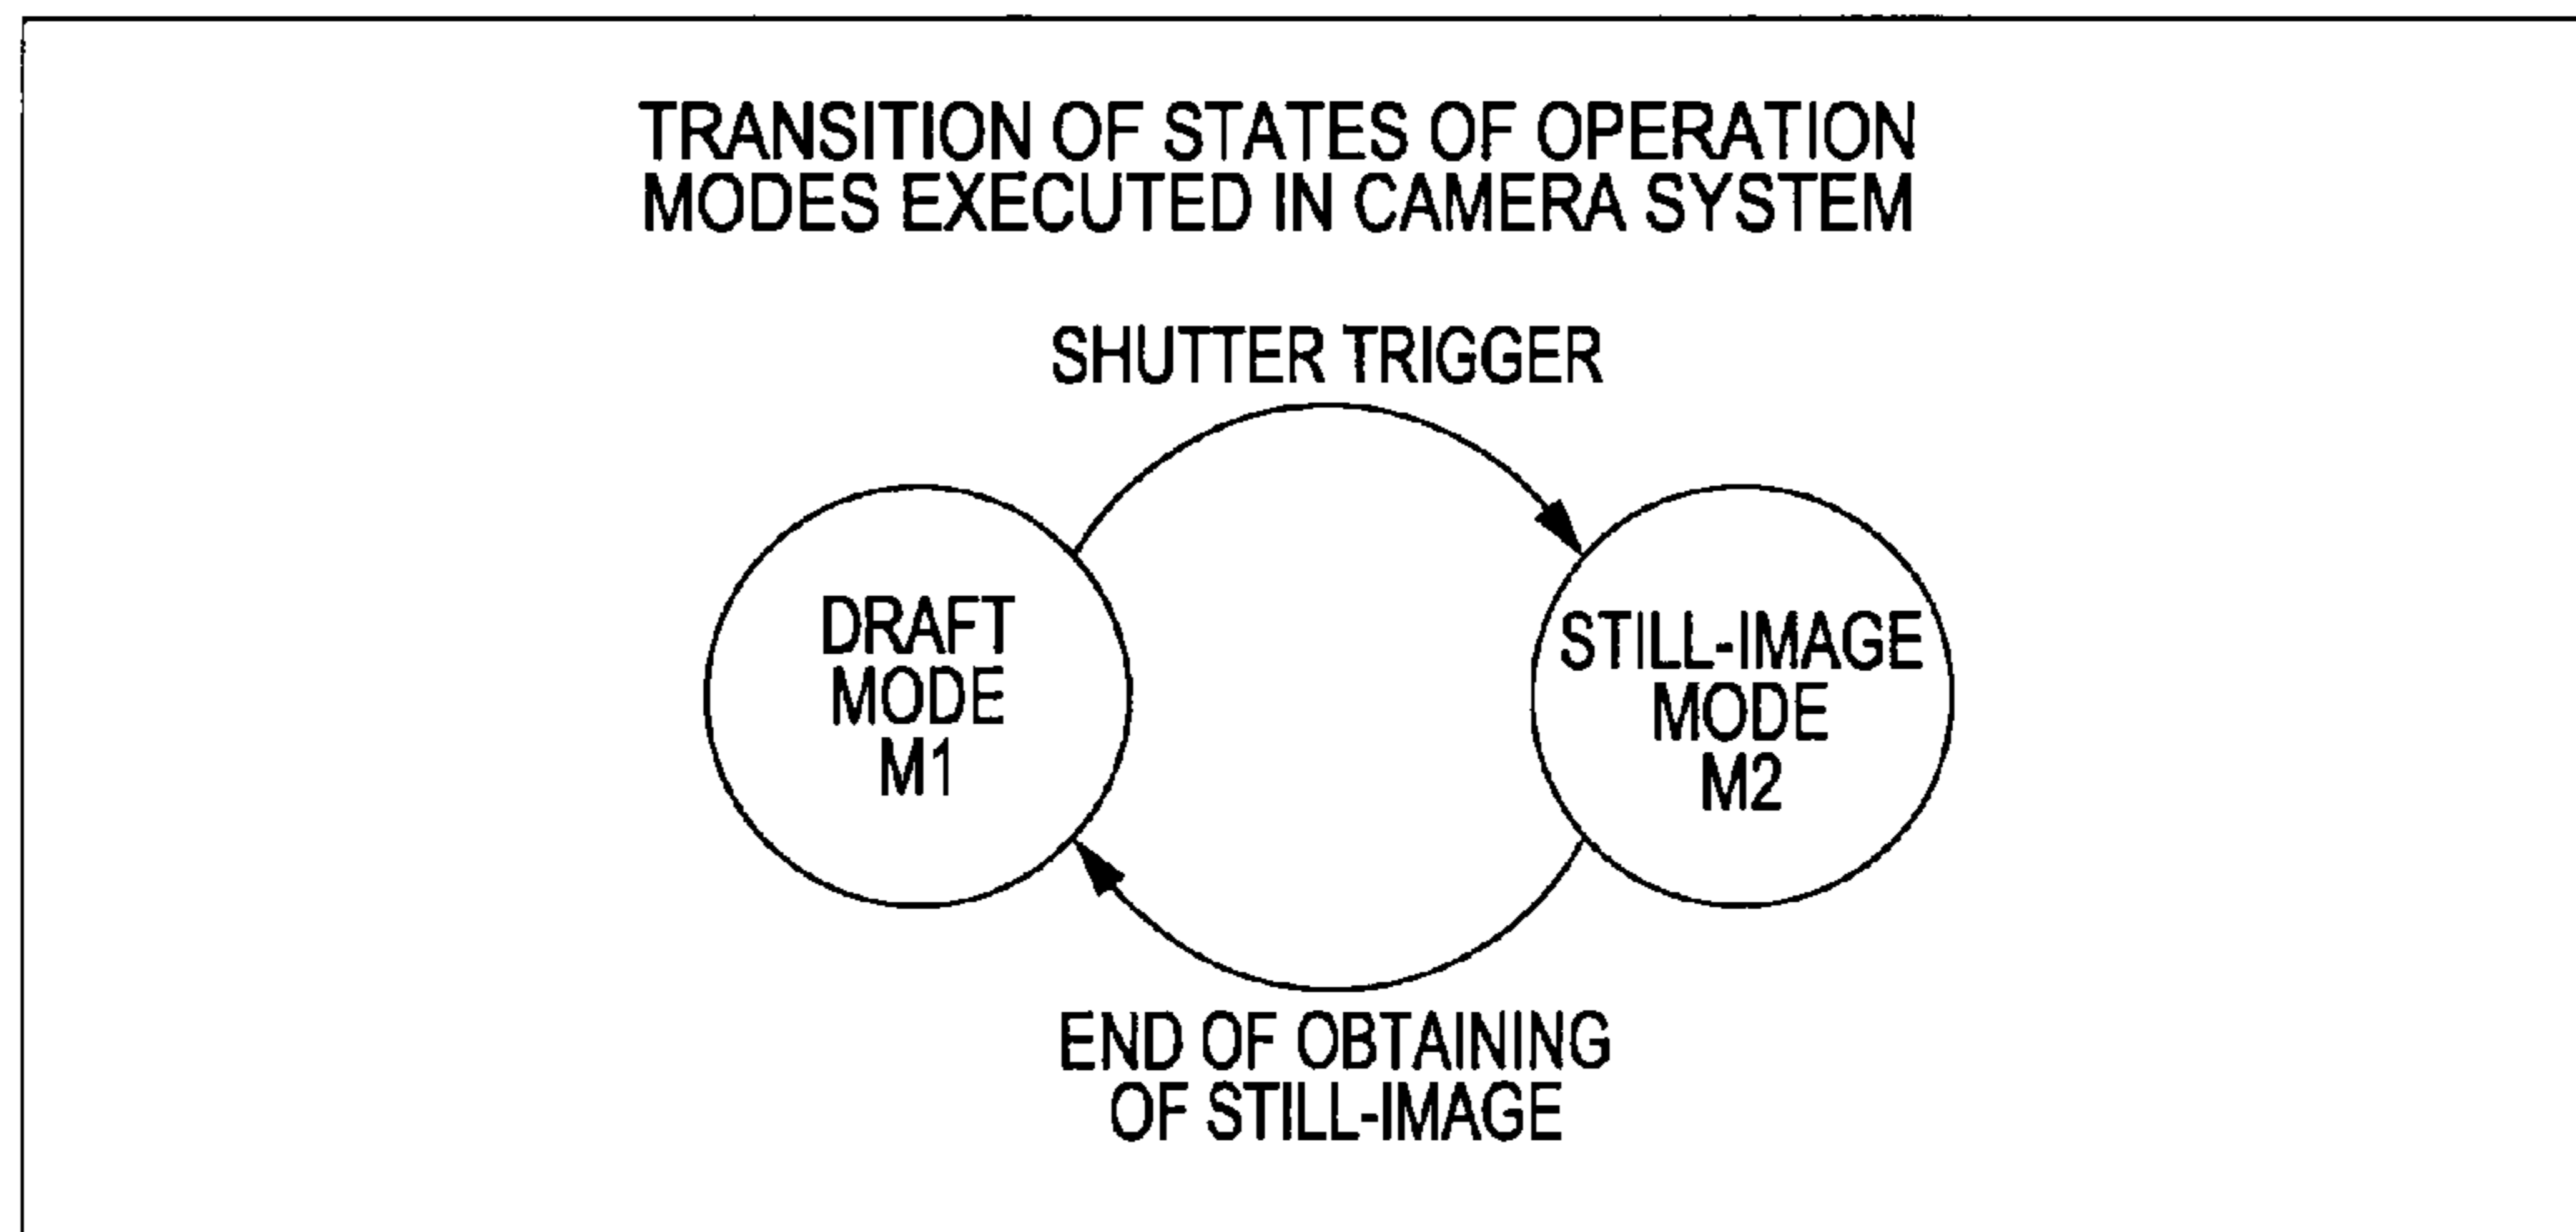 TRANSITION OF STATES OF OPERATION
MODES EXECUTED IN CAMERA SYSTEM
SHUTTER TRIGGER
DRAFT
MODE
M1
STILL-IMAGE
MODE
M2
END OF OBTAINING
OF STILL-IMAGE